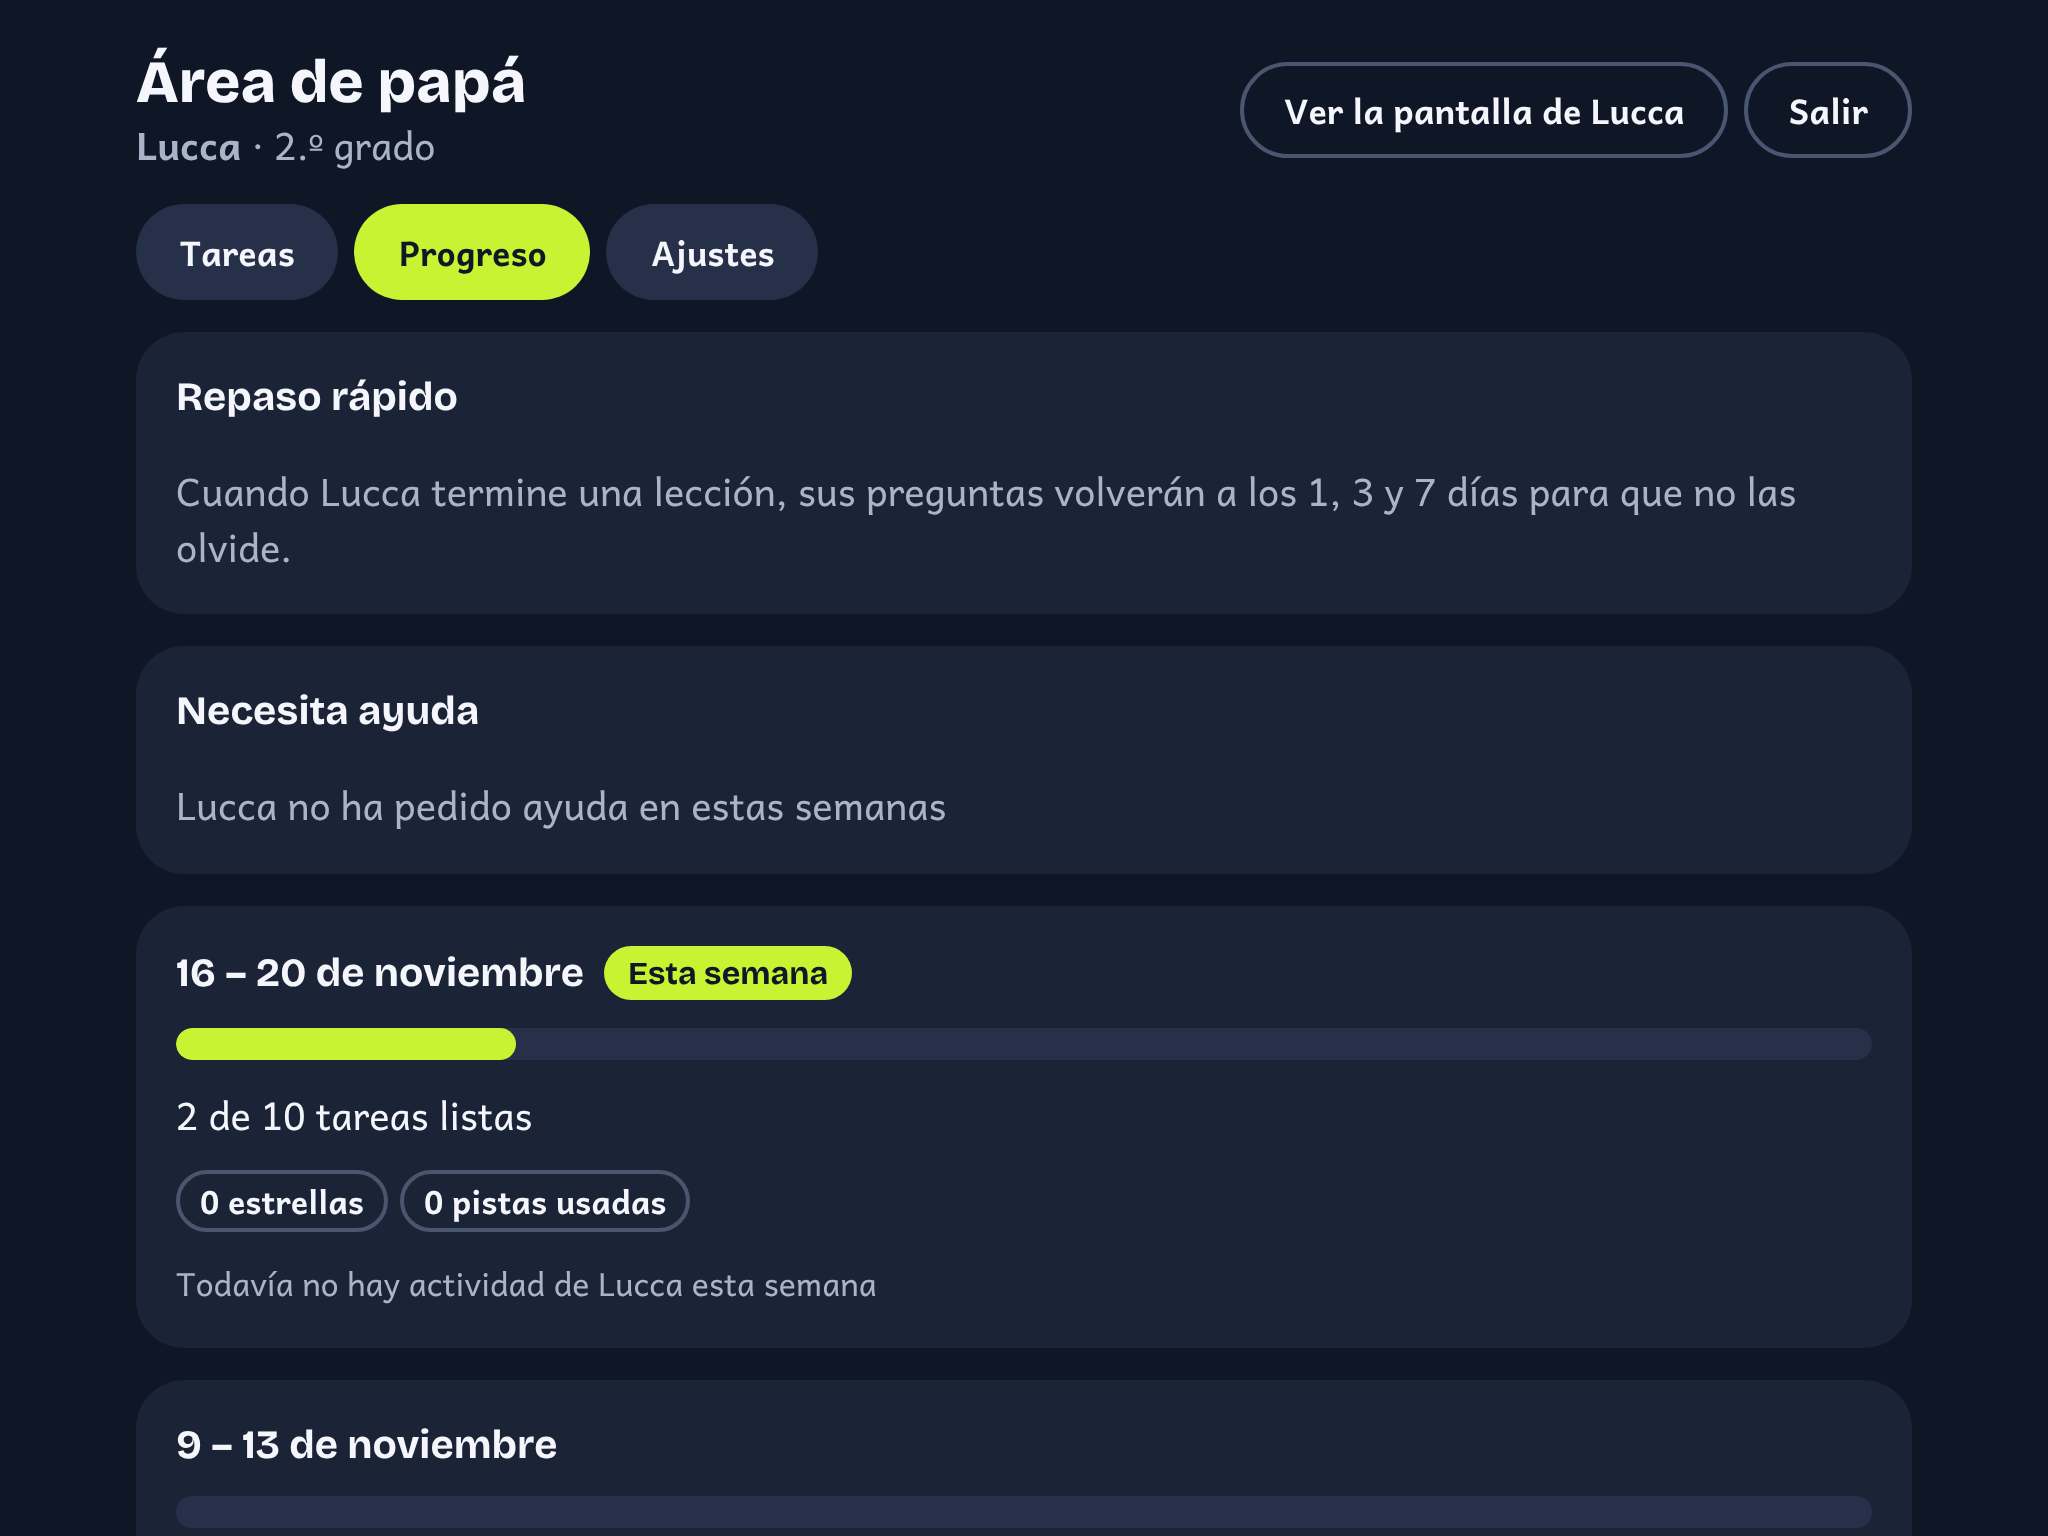 Área de papá
Lucca · 2.º grado
Ver la pantalla de Lucca
Salir
Tareas
Progreso
Ajustes
Repaso rápido
Cuando Lucca termine una lección, sus preguntas volverán a los 1, 3 y 7 días para que no las
olvide.
Necesita ayuda
Lucca no ha pedido ayuda en estas semanas
16 – 20 de noviembre
Esta semana
2 de 10 tareas listas
0 estrellas
0 pistas usadas
Todavía no hay actividad de Lucca esta semana
9 – 13 de noviembre